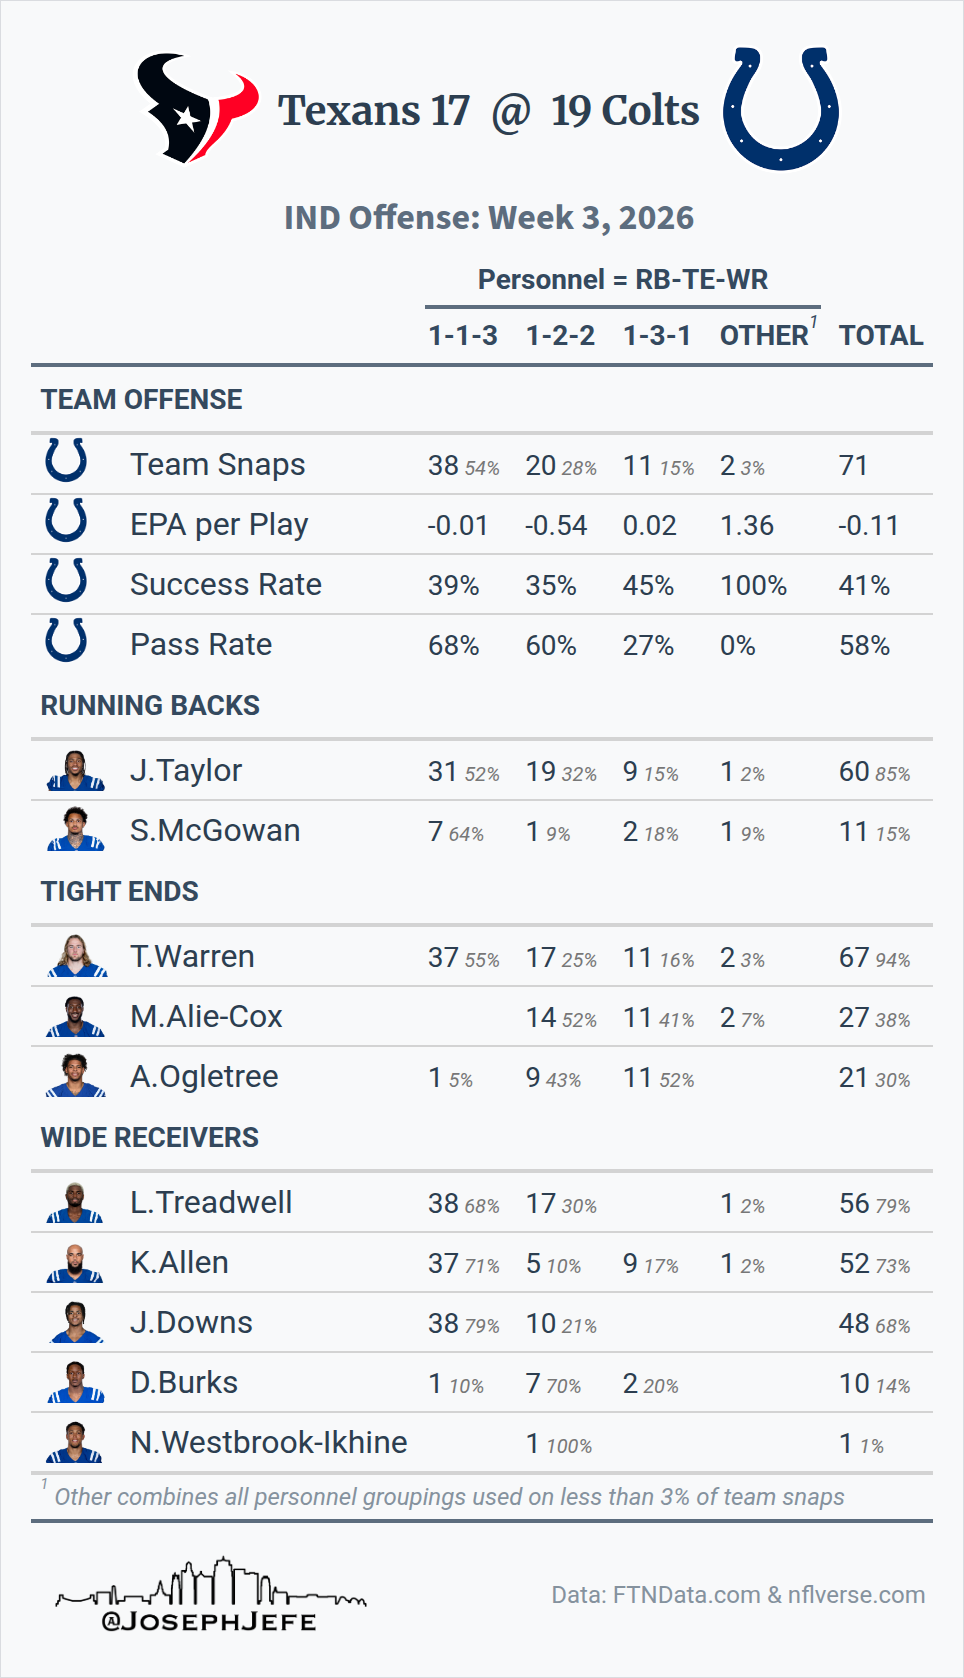 Texans 17 @ 19 Colts
IND Offense: Week 3, 2026
Personnel = RB-TE-WR
1-1-3 1-2-2 1-3-1 OTHER1 TOTAL
TEAM OFFENSE
Team Snaps 38 54% 20 28% 11 15% 2 3% 71
EPA per Play -0.01 -0.54 0.02 1.36 -0.11
Success Rate 39% 35% 45% 100% 41%
Pass Rate 68% 60% 27% 0% 58%
RUNNING BACKS
J.Taylor 31 52% 19 32% 9 15% 1 2% 60 85%
S.McGowan 7 64% 1 9% 2 18% 1 9% 11 15%
TIGHT ENDS
T.Warren 37 55% 17 25% 11 16% 2 3% 67 94%
M.Alie-Cox 14 52% 11 41% 2 7% 27 38%
A.Ogletree 1 5% 9 43% 11 52% 21 30%
WIDE RECEIVERS
L.Treadwell 38 68% 17 30% 1 2% 56 79%
K.Allen 37 71% 5 10% 9 17% 1 2% 52 73%
J.Downs 38 79% 10 21% 48 68%
D.Burks 1 10% 7 70% 2 20% 10 14%
N.Westbrook-Ikhine 1 100% 1 1%
1 Other combines all personnel groupings used on less than 3% of team snaps
@JOSEPHJEFE
Data: FTNData.com & nflverse.com